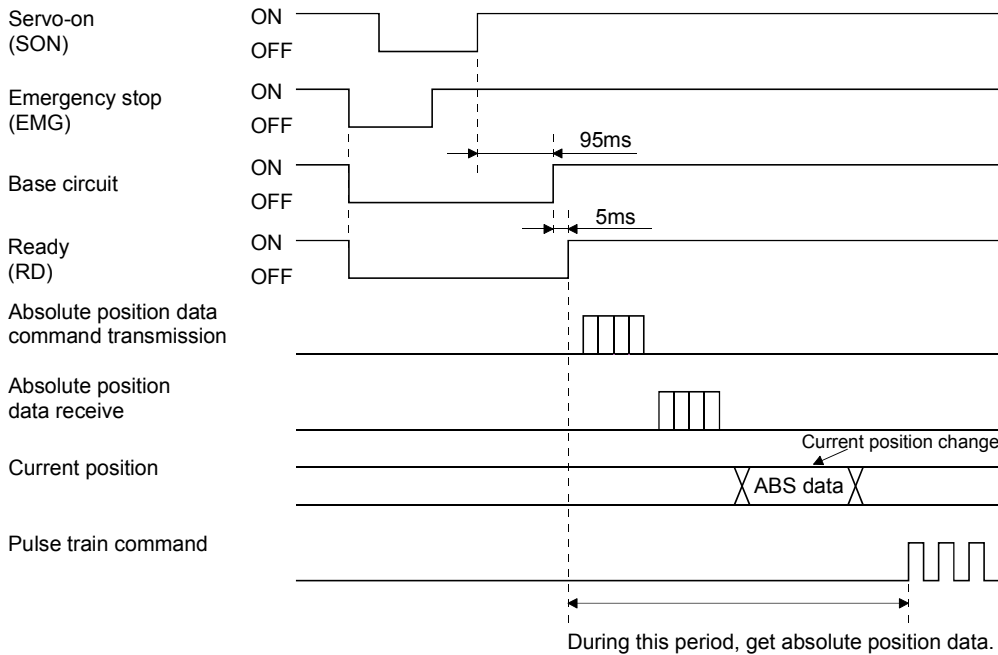 Servo-on
(SON)
ON
OFF
Emergency stop
(EMG)
ON
OFF
95ms
Base circuit
ON
OFF
5ms
Ready
(RD)
ON
OFF
Absolute position data
command transmission
Absolute position
data receive
Current position change
Current position
ABS data
Pulse train command
During this period, get absolute position data.